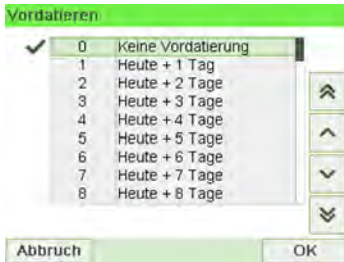 Vordatieren
0 Keine Vordatierung
1 Heute + 1 Tag
2 Heute + 2 Tage
3 Heute + 3 Tage
4 Heute + 4 Tage
5 Heute + 5 Tage
6 Heute + 6 Tage
7 Heute + 7 Tage
8 Heute + 8 Tage
Abbruch OK